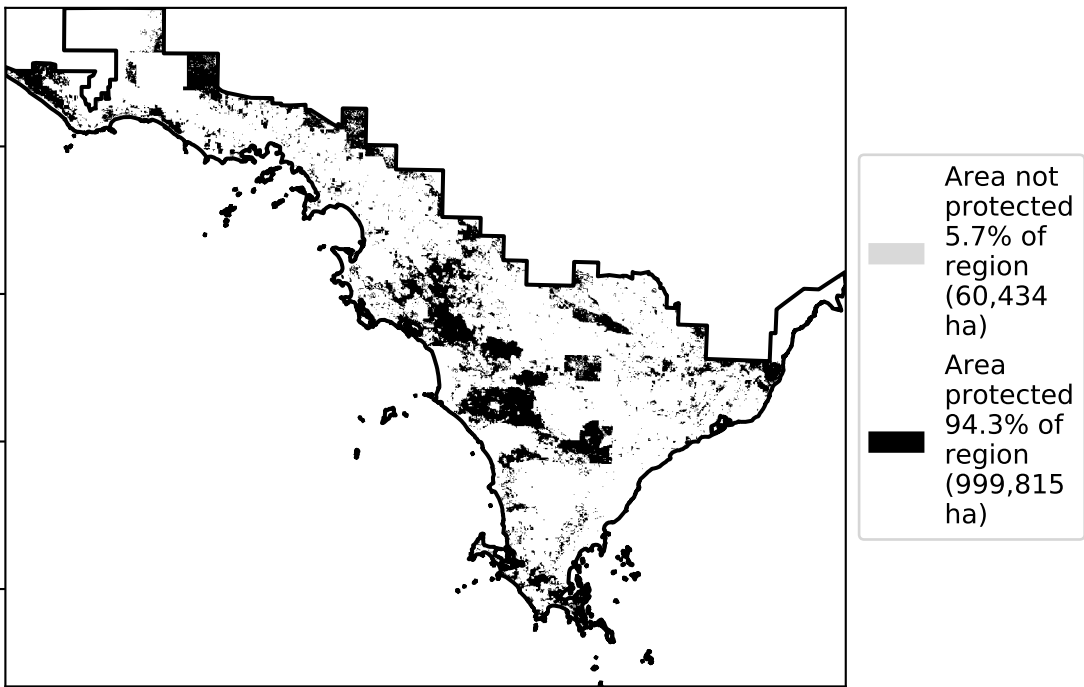 Area not
protected
5.7% of
region
(60,434
ha)
Area
protected
94.3% of
region
(999,815
ha)